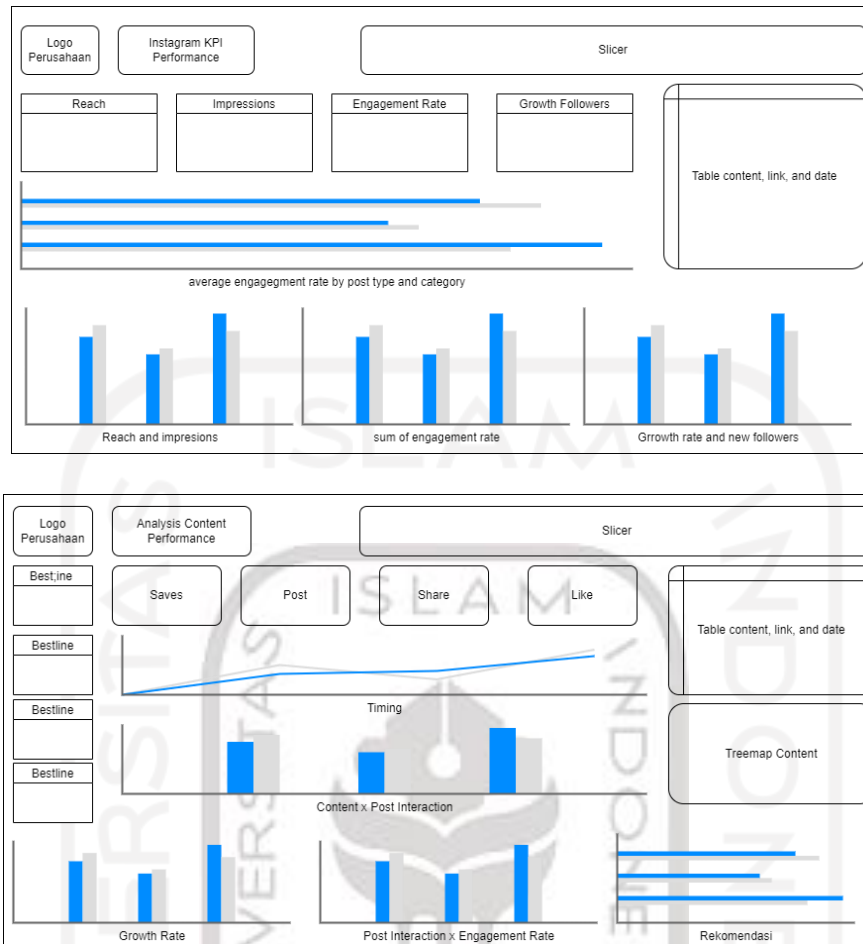 Logo
Perusahaan
Instagram KPI
Performance
Slicer
Reach
Impressions
Engagement Rate
Growth Followers
Table content, link, and date
average engagegment rate by post type and category
Reach and impresions
sum of engagement rate
Grrowth rate and new followers
Logo
Perusahaan
Analysis Content
Performance
Slicer
Best;ine
Saves
Post
Share
Like
Table content, link, and date
Bestline
Timing
Bestline
Treemap Content
Bestline
Content x Post Interaction
Growth Rate
Post Interaction x Engagement Rate
Rekomendasi
ISLAM
ISLAM